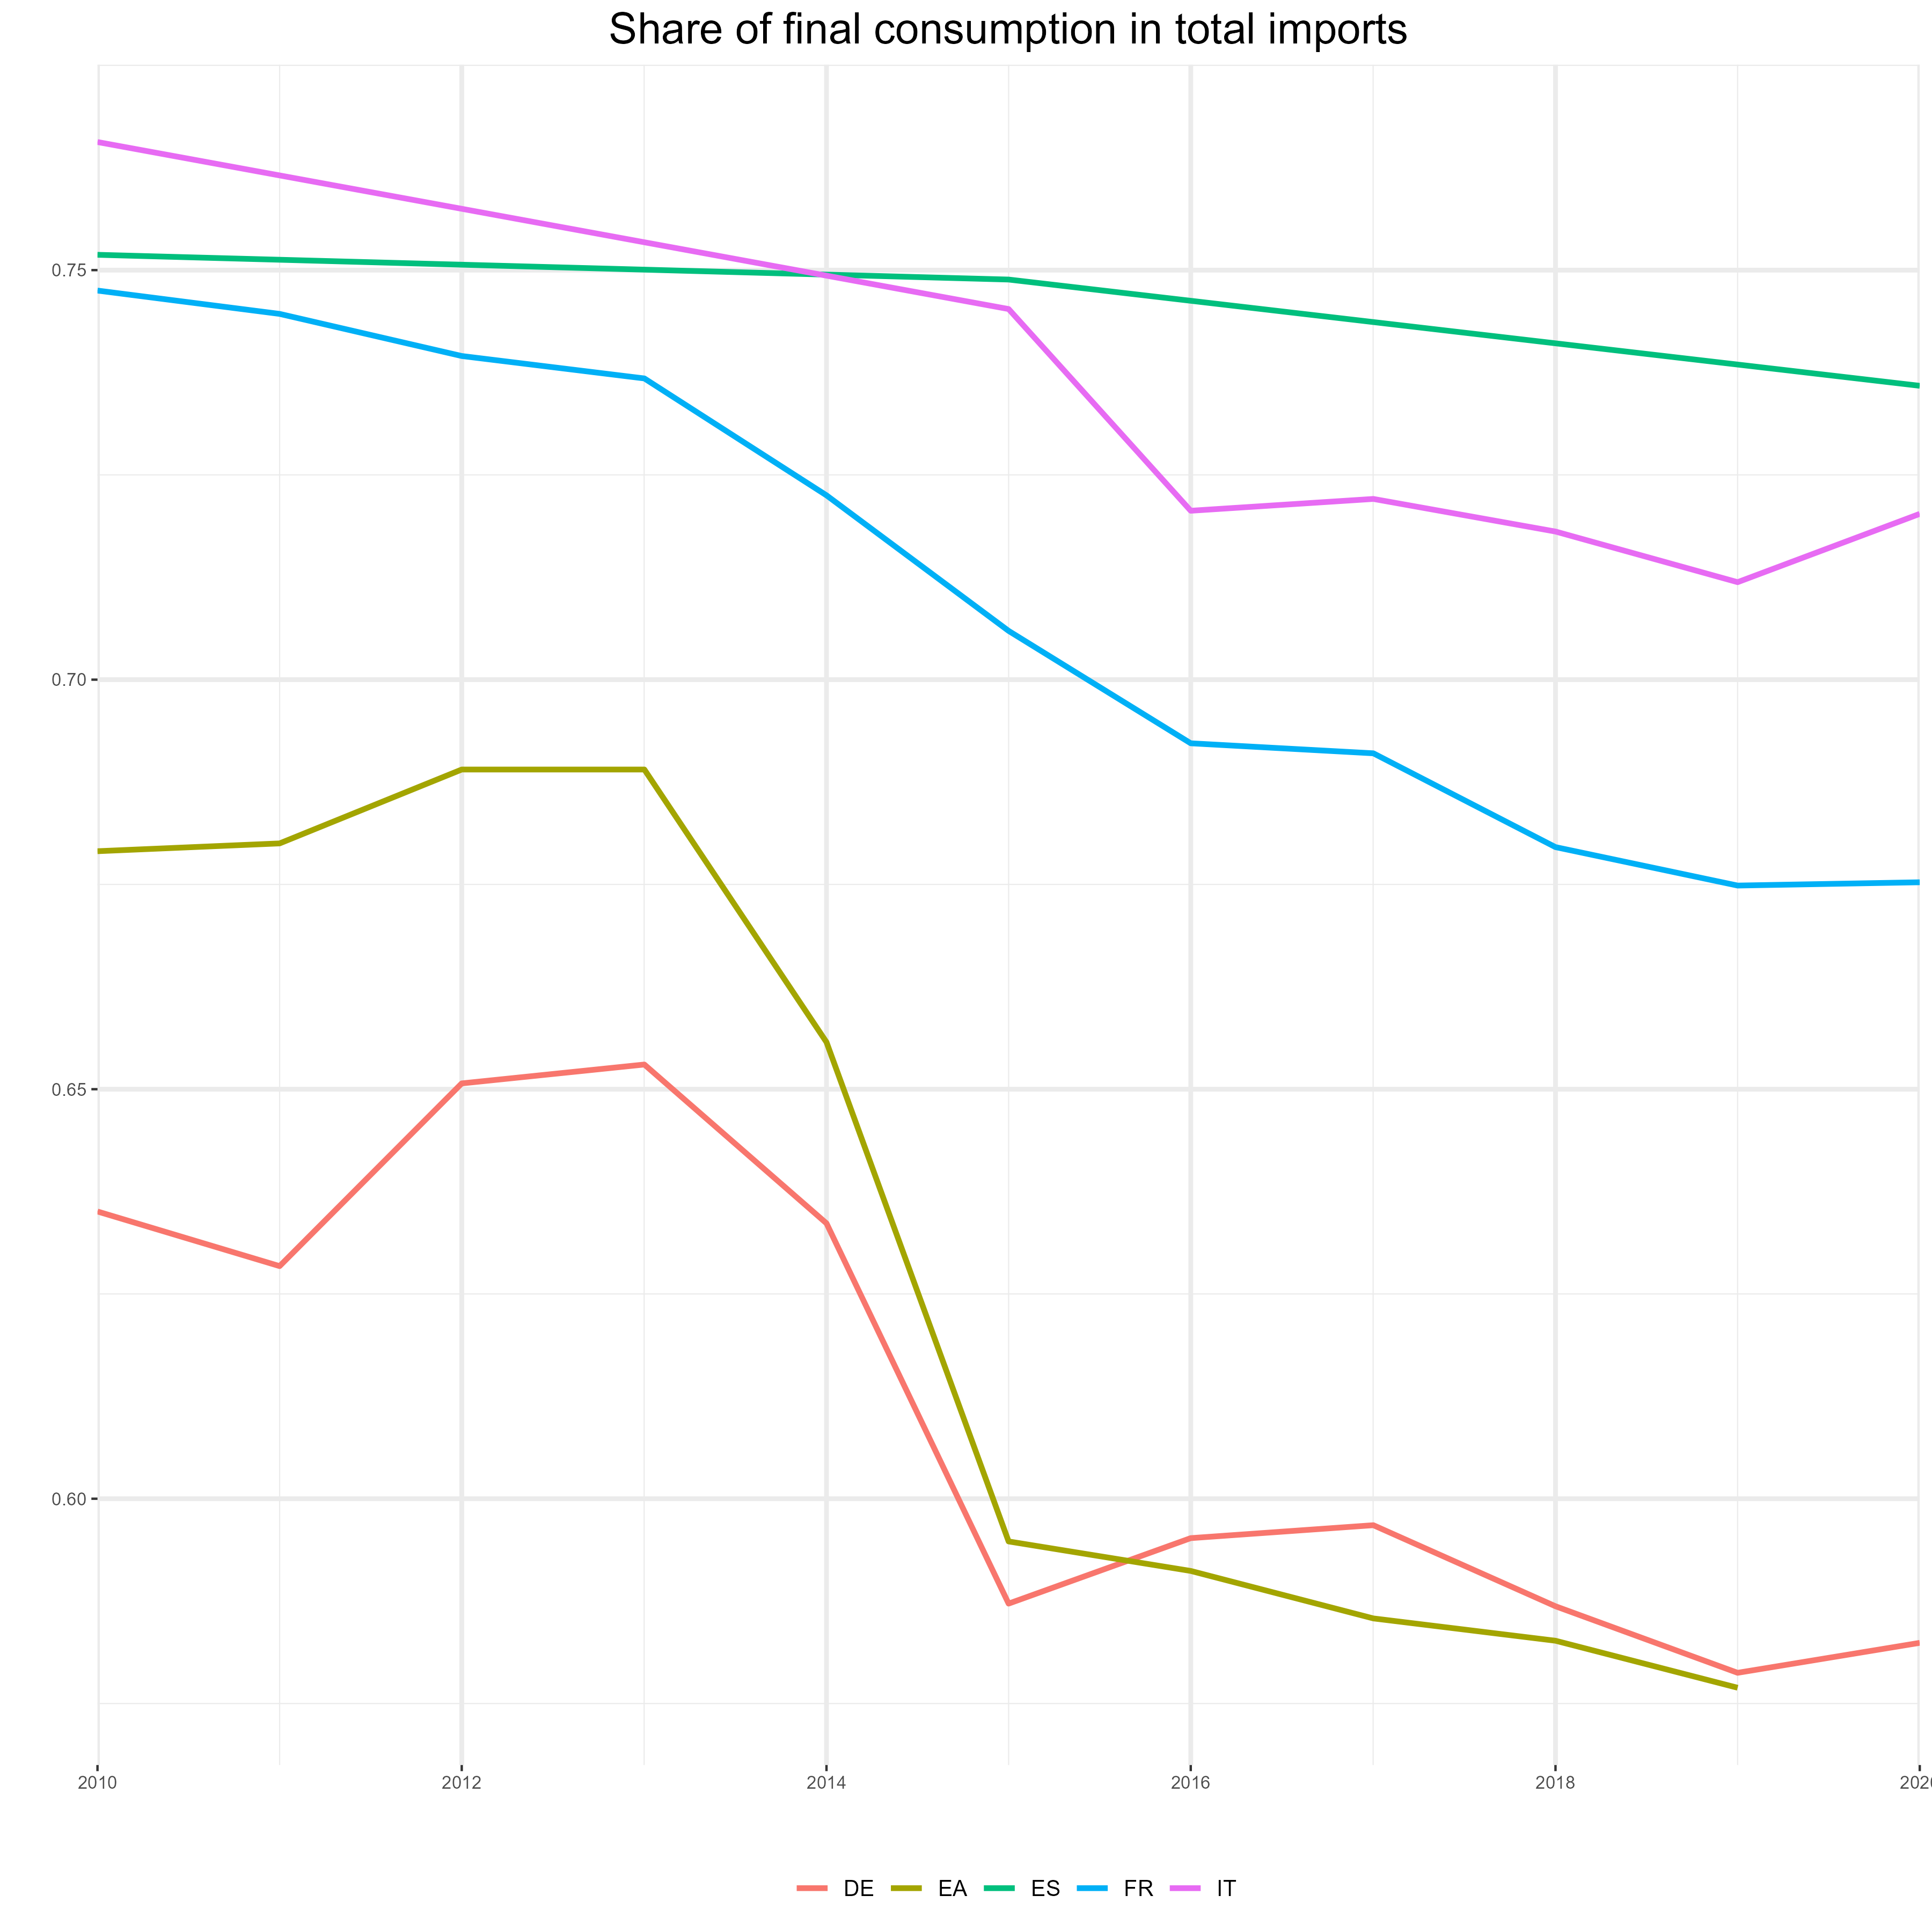 Share of final consumption in total imports
0.75
0.70
0.65
0.60
2010 2012 2014 2016 2018
DE EA ES FR IT